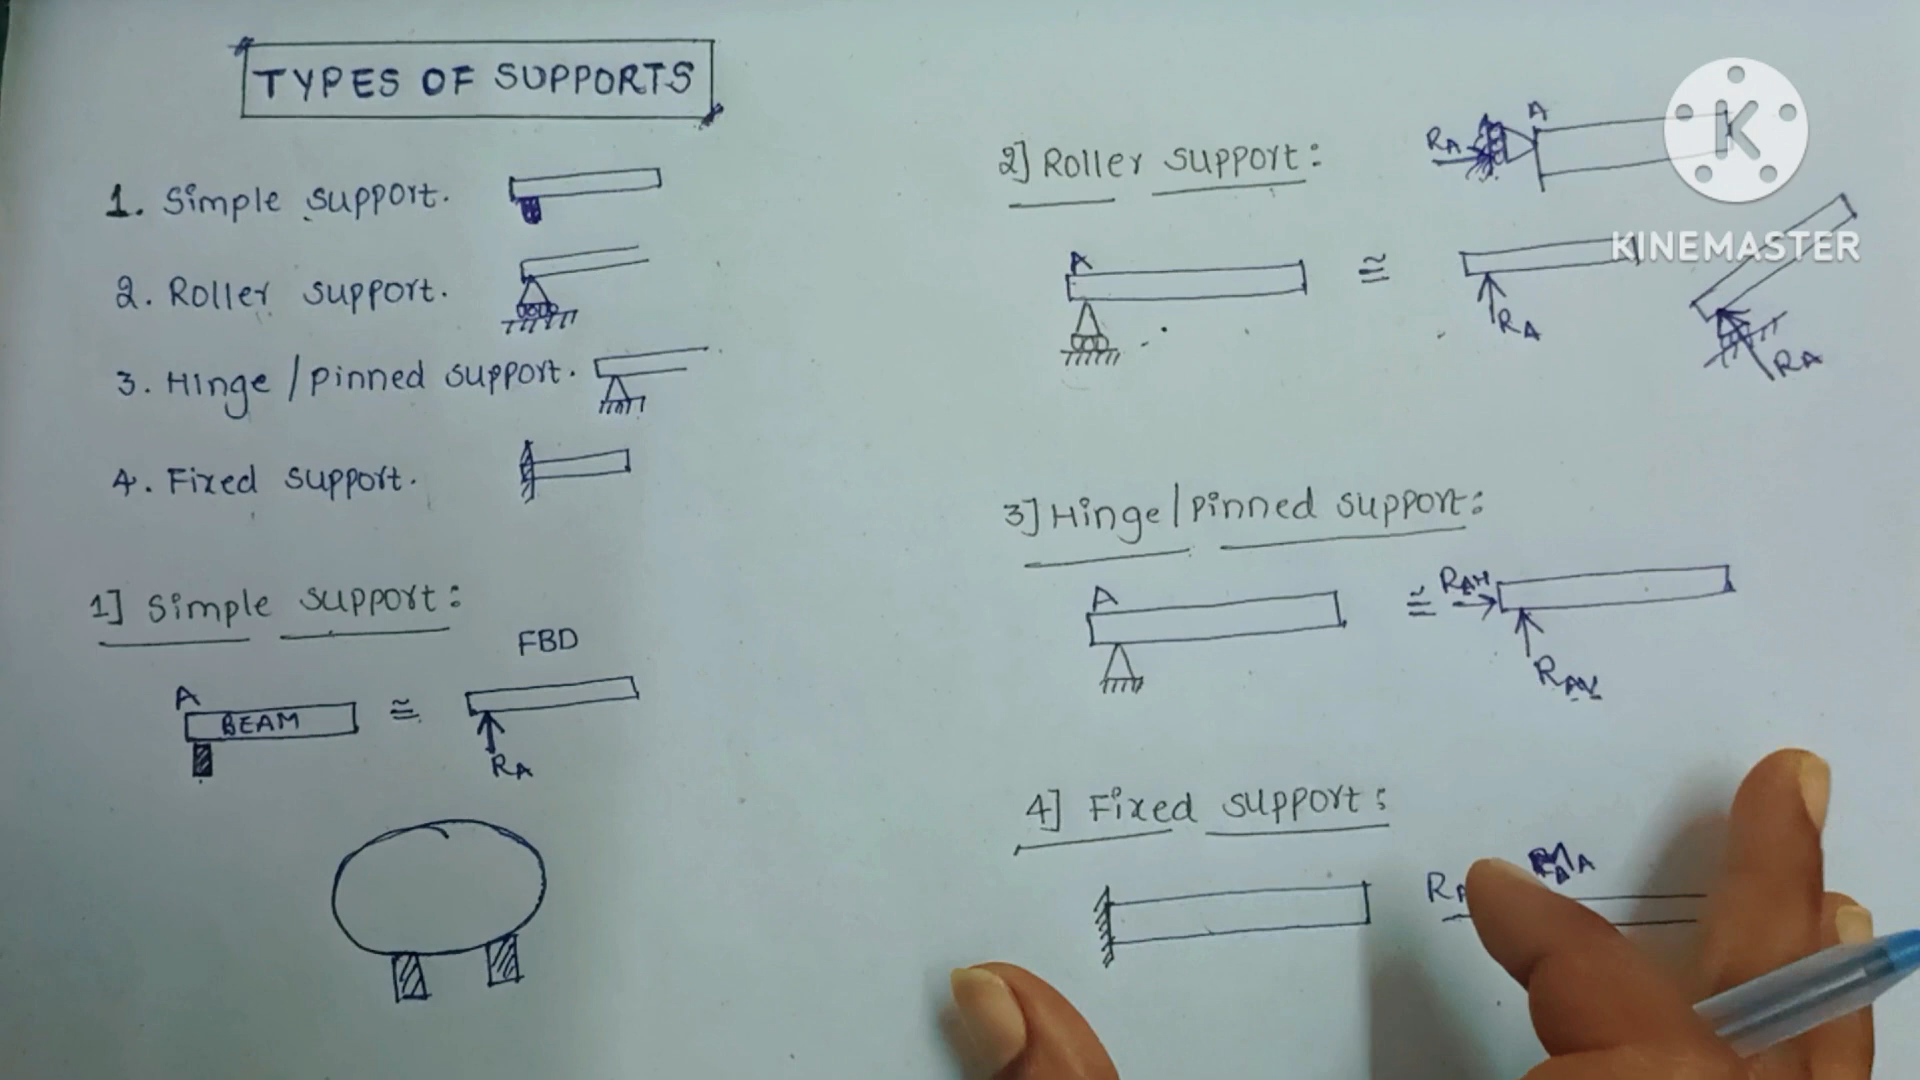 TYPES OF SUPPORTS
1. Simple support.
2. Roller support.
3. Hinge / pinned support.
4. Fixed support.
1] Simple support:
FBD
A
BEAM
≅
RA
2] Roller support:
A
RA
A
≅
RA
RA
3] Hinge / pinned support:
A
≅
RAH
RAV
4] Fixed support:
K
KINEMASTER